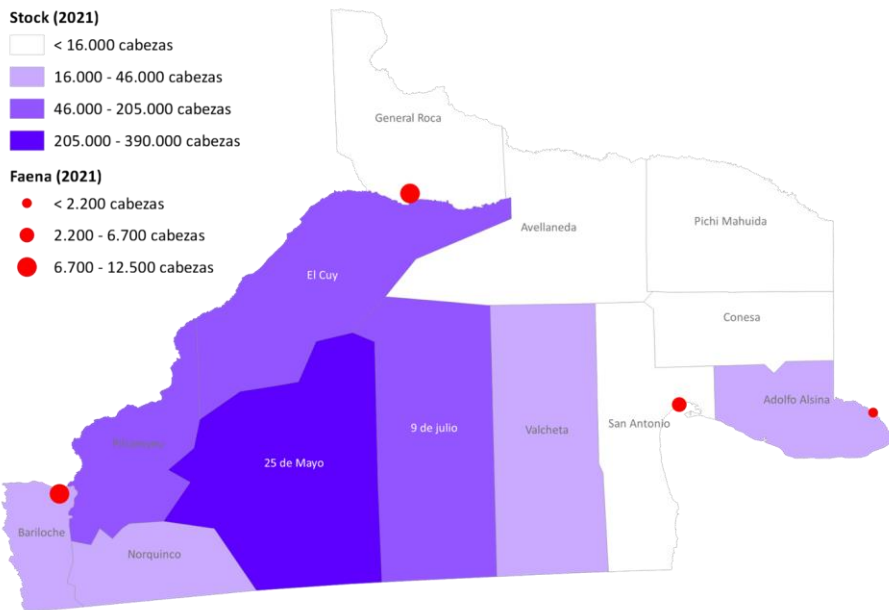 Stock (2021)
< 16.000 cabezas
16.000 - 46.000 cabezas
46.000 - 205.000 cabezas
205.000 - 390.000 cabezas
Faena (2021)
< 2.200 cabezas
2.200 - 6.700 cabezas
6.700 - 12.500 cabezas
General Roca
Avellaneda
Pichi Mahuida
El Cuy
Conesa
Adolfo Alsina
San Antonio
Valcheta
9 de julio
25 de Mayo
Bariloche
Norquinco